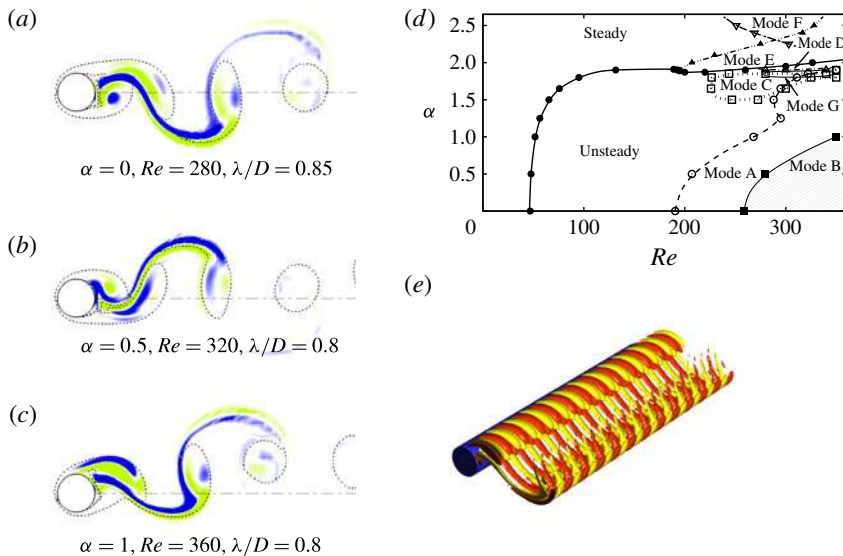 (a)
α = 0, Re = 280, λ/D = 0.85
(b)
α = 0.5, Re = 320, λ/D = 0.8
(c)
α = 1, Re = 360, λ/D = 0.8
(d)
2.5
2.0
1.5
1.0
0.5
α
0
100
200
300
Re
Steady
Unsteady
Mode F
Mode D
Mode E
Mode C
Mode G
Mode A
Mode B
(e)